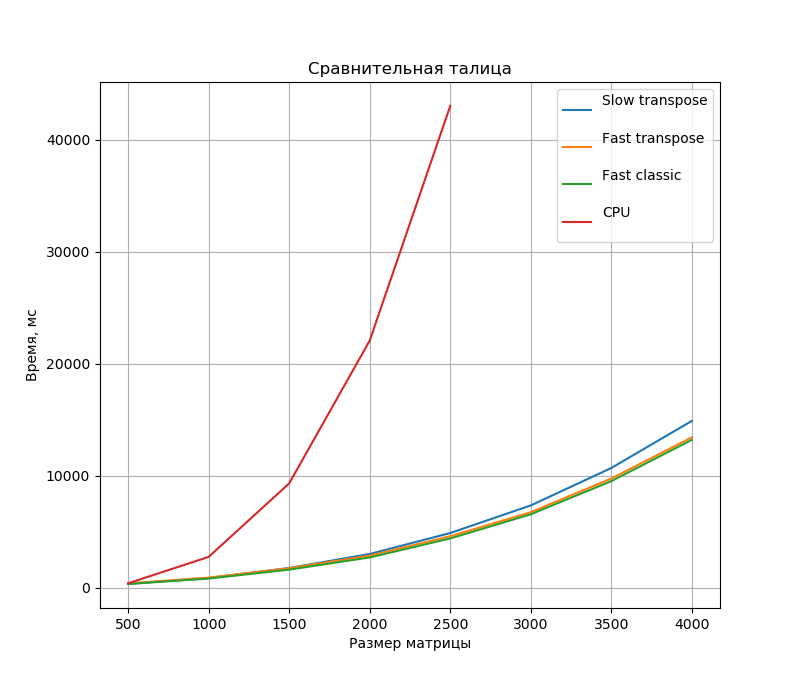 Сравнительная талица
Slow transpose
Fast transpose
Fast classic
CPU
Время, мс
40000
30000
20000
10000
0
500 1000 1500 2000 2500 3000 3500 4000
Размер матрицы